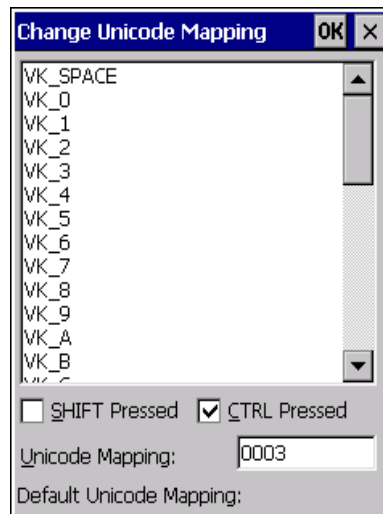 Change Unicode Mapping OK ×
VK_SPACE
VK_0
VK_1
VK_2
VK_3
VK_4
VK_5
VK_6
VK_7
VK_8
VK_9
VK_A
VK_B
SHIFT Pressed CTRL Pressed
Unicode Mapping: 0003
Default Unicode Mapping: